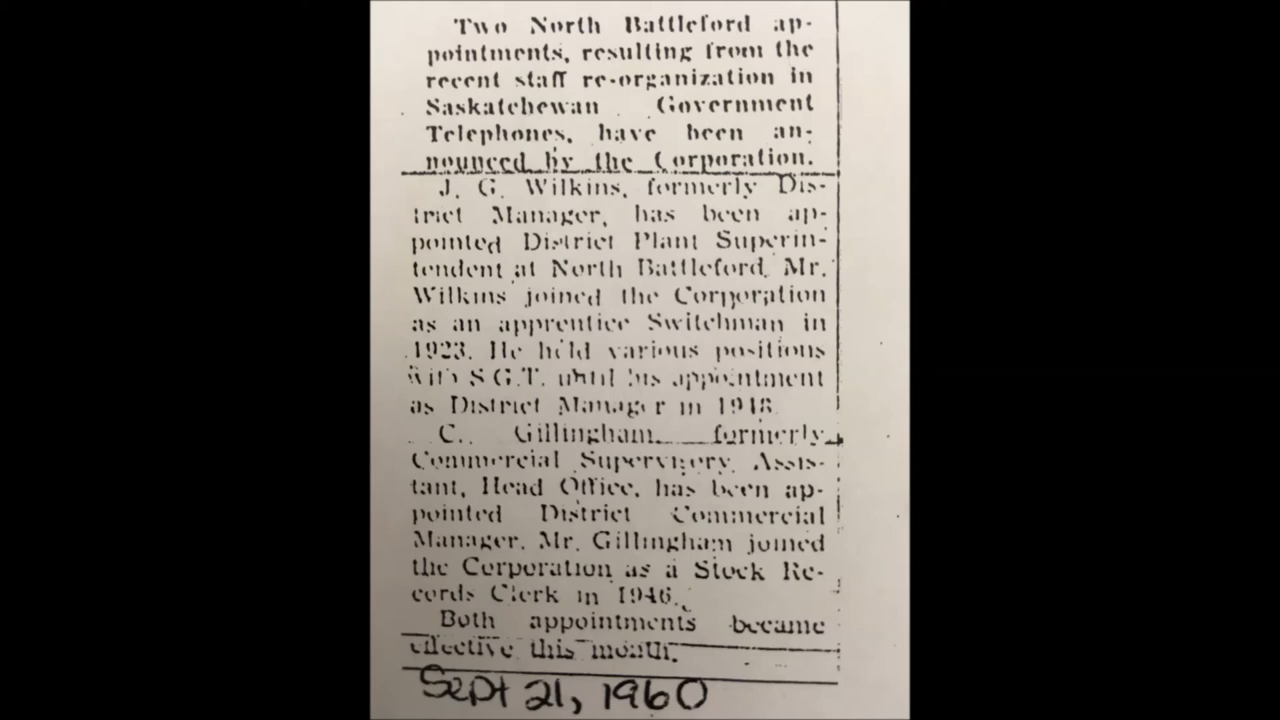 Two North Battleford ap-
pointments, resulting from the
recent staff re-organization in
Saskatchewan Government
Telephones, have been an-
nounced by the Corporation.
J. G. Wilkins, formerly Dis-
trict Manager, has been ap-
pointed District Plant Superin-
tendent at North Battleford. Mr.
Wilkins joined the Corporation
as an apprentice Switchman in
1923. He held various positions
with S.G.T. until his appointment
as District Manager in 1948.
C. Gillingham, formerly
Commercial Supervisory Assis-
tant, Head Office, has been ap-
pointed District Commercial
Manager. Mr. Gillingham joined
the Corporation as a Stock Re-
cords Clerk in 1946.
Both appointments became
effective this month.
Sept 21, 1960